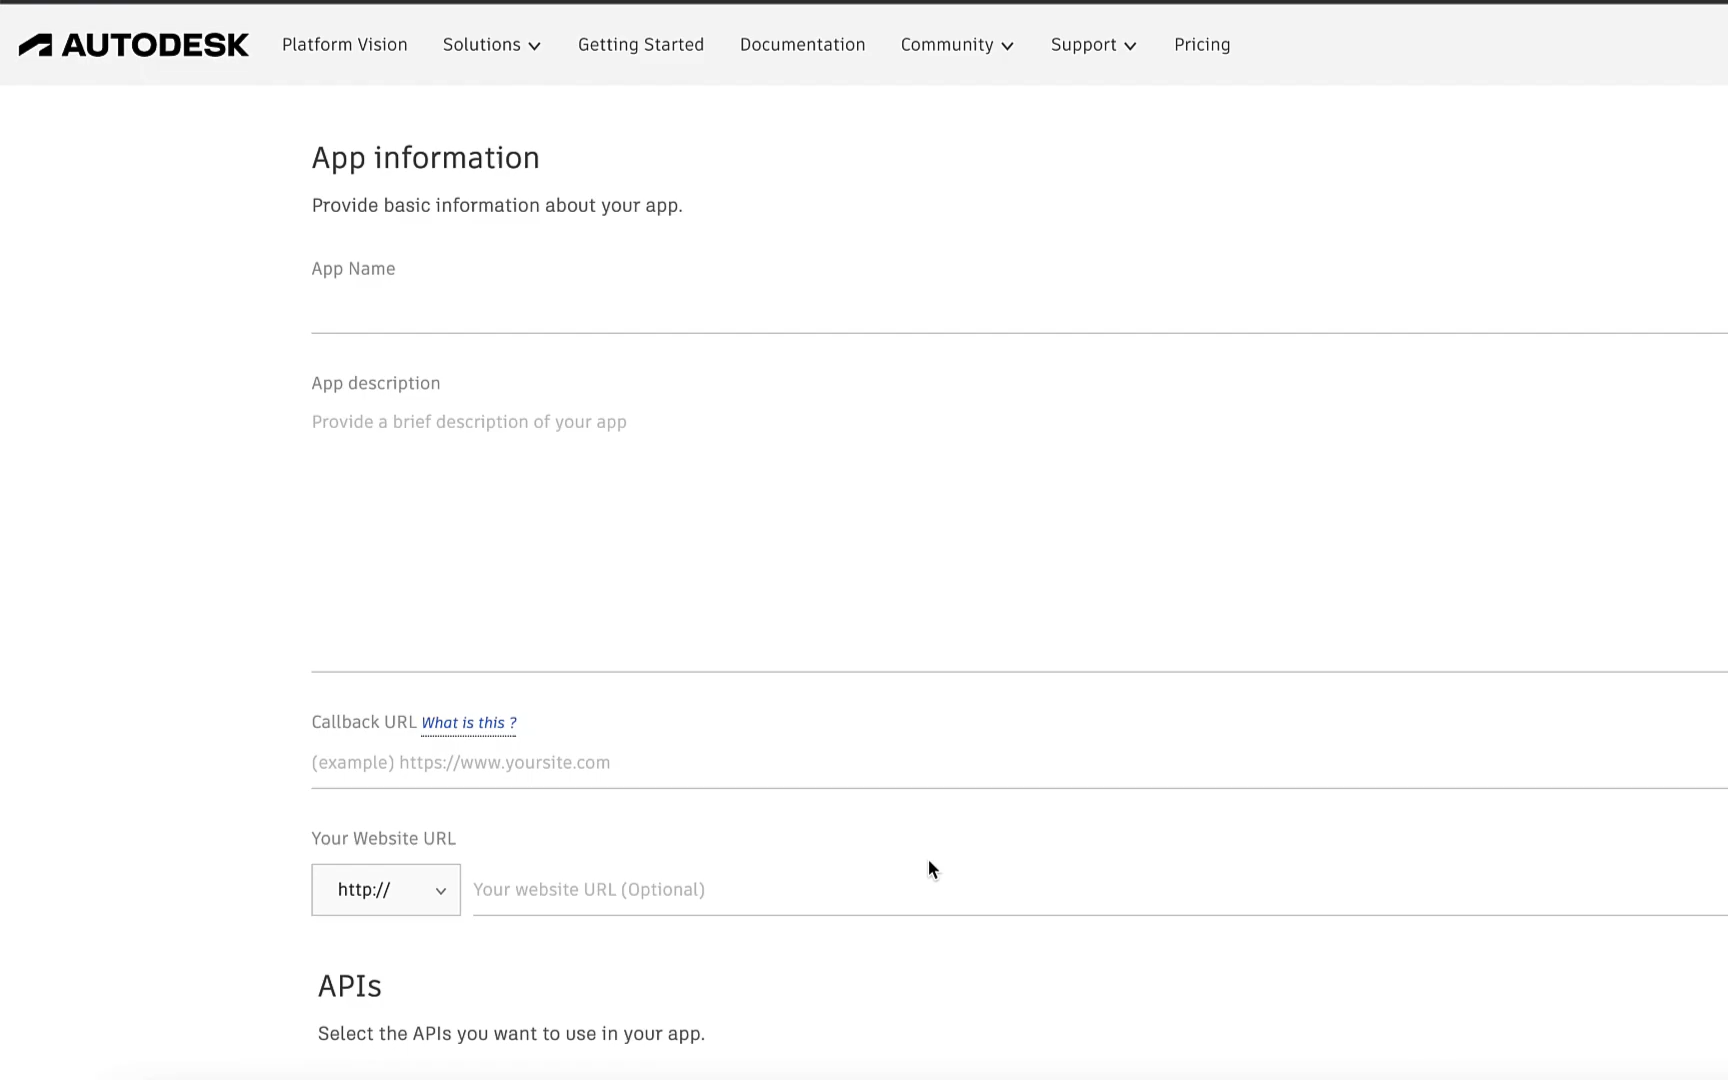 AUTODESK Platform Vision Solutions Getting Started Documentation Community Support Pricing
App information
Provide basic information about your app.
App Name
App description
Provide a brief description of your app
Callback URL What is this ?
(example) https://www.yoursite.com
Your Website URL
http:// Your website URL (Optional)
APIs
Select the APIs you want to use in your app.